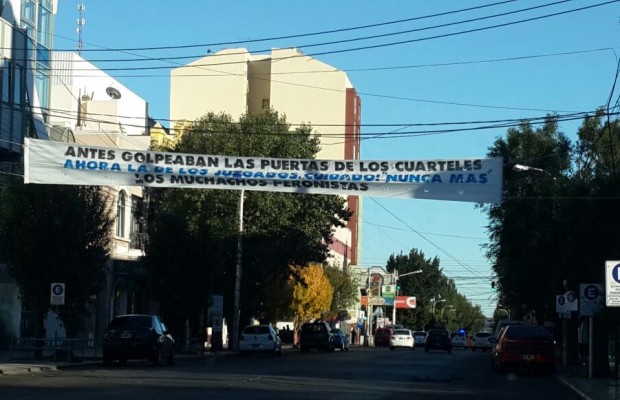 ANTES GOLPEABAN LAS PUERTAS DE LOS CUARTELES
AHORA LA DE LOS JUZGADOS. CUIDADO! NUNCA MAS
LOS MUCHACHOS PERONISTAS
E
E